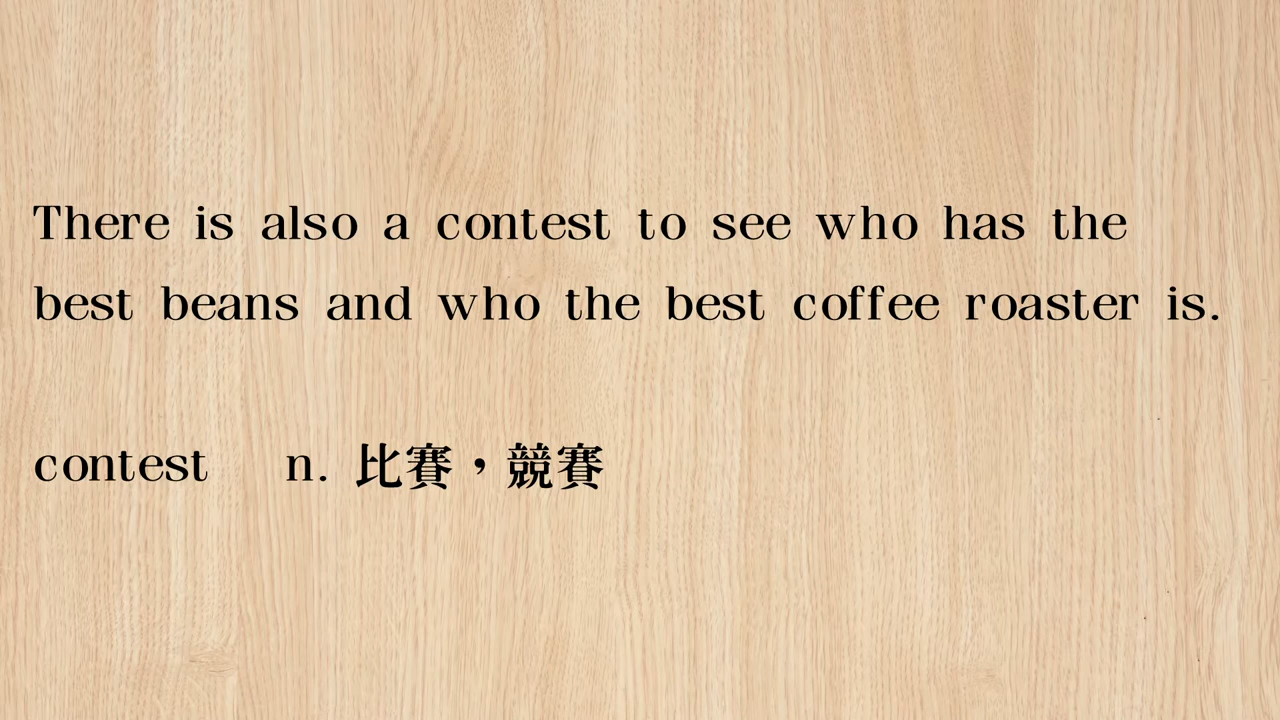 There is also a contest to see who has the
best beans and who the best coffee roaster is.
contest n. 比賽，競賽